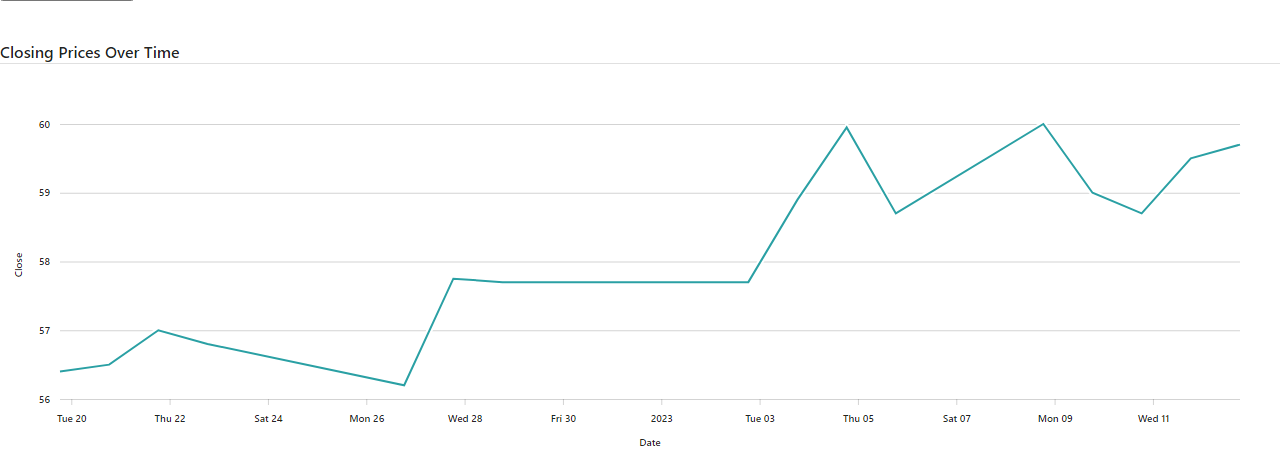 Closing Prices Over Time
60
59
58
57
56
Close
Tue 20 Thu 22 Sat 24 Mon 26 Wed 28 Fri 30 2023 Tue 03 Thu 05 Sat 07 Mon 09 Wed 11
Date